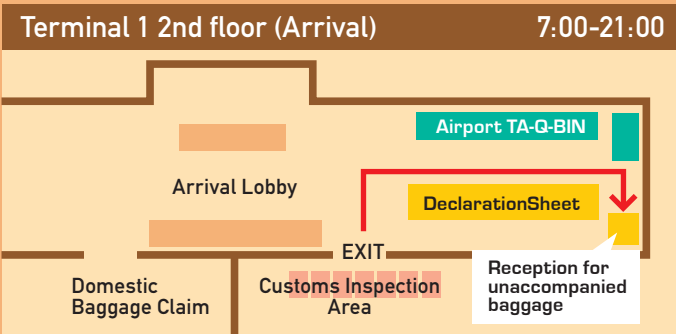 Terminal 1 2nd floor (Arrival) 7:00-21:00
Airport TA-Q-BIN
Arrival Lobby
DeclarationSheet
EXIT
Domestic
Baggage Claim
Customs Inspection
Area
Reception for
unaccompanied
baggage